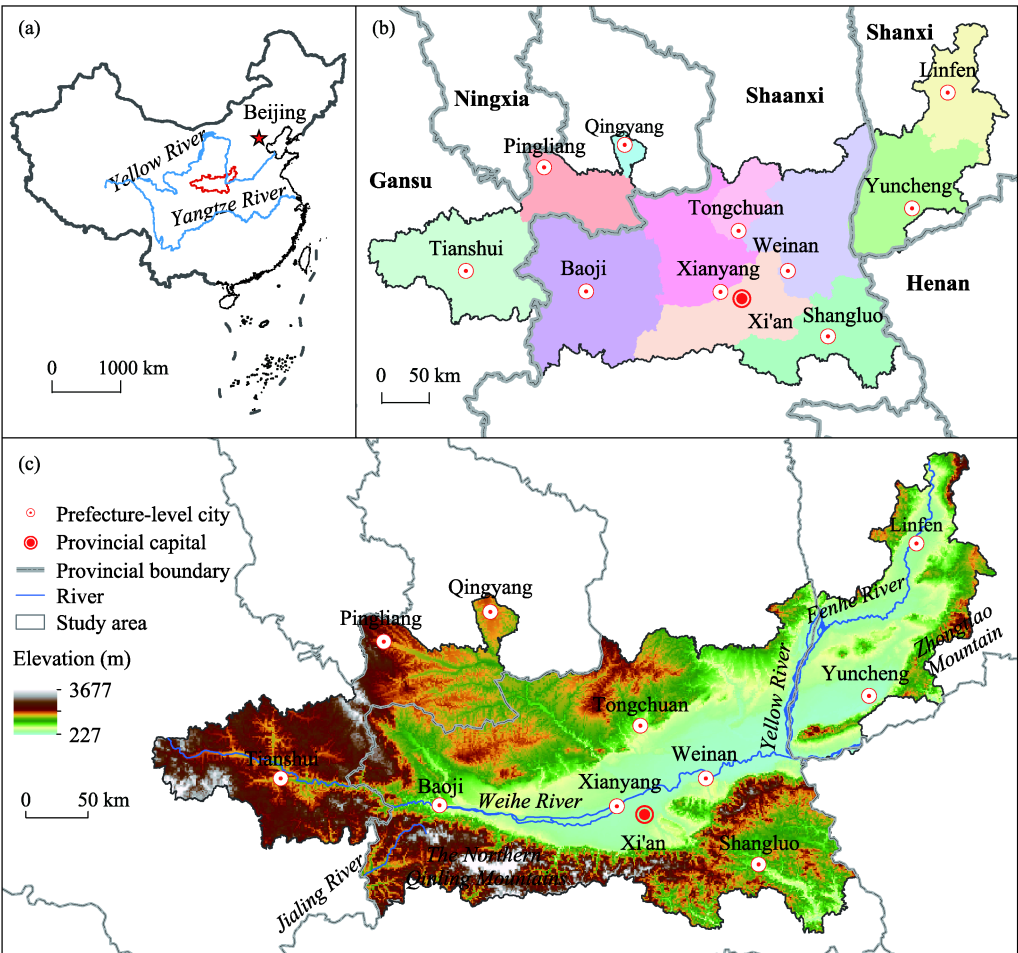 (a)
Beijing
Yellow River
Yangtze River
0 1000 km
(b)
Shanxi
Linfen
Ningxia
Shaanxi
Qingyang
Pingliang
Gansu
Yuncheng
Tongchuan
Tianshui
Weinan
Baoji
Xianyang
Henan
Xi'an
Shangluo
0 50 km
(c)
Prefecture-level city
Provincial capital
Provincial boundary
River
Study area
Elevation (m)
3677
227
0 50 km
Linfen
Qingyang
Fenhe River
Pingliang
Zhongtiao
Mountain
Yuncheng
Yellow River
Tongchuan
Weinan
Tianshui
Xianyang
Baoji
Weihe River
Xi'an
Shangluo
The Northern
Qinling Mountains
Jialing River